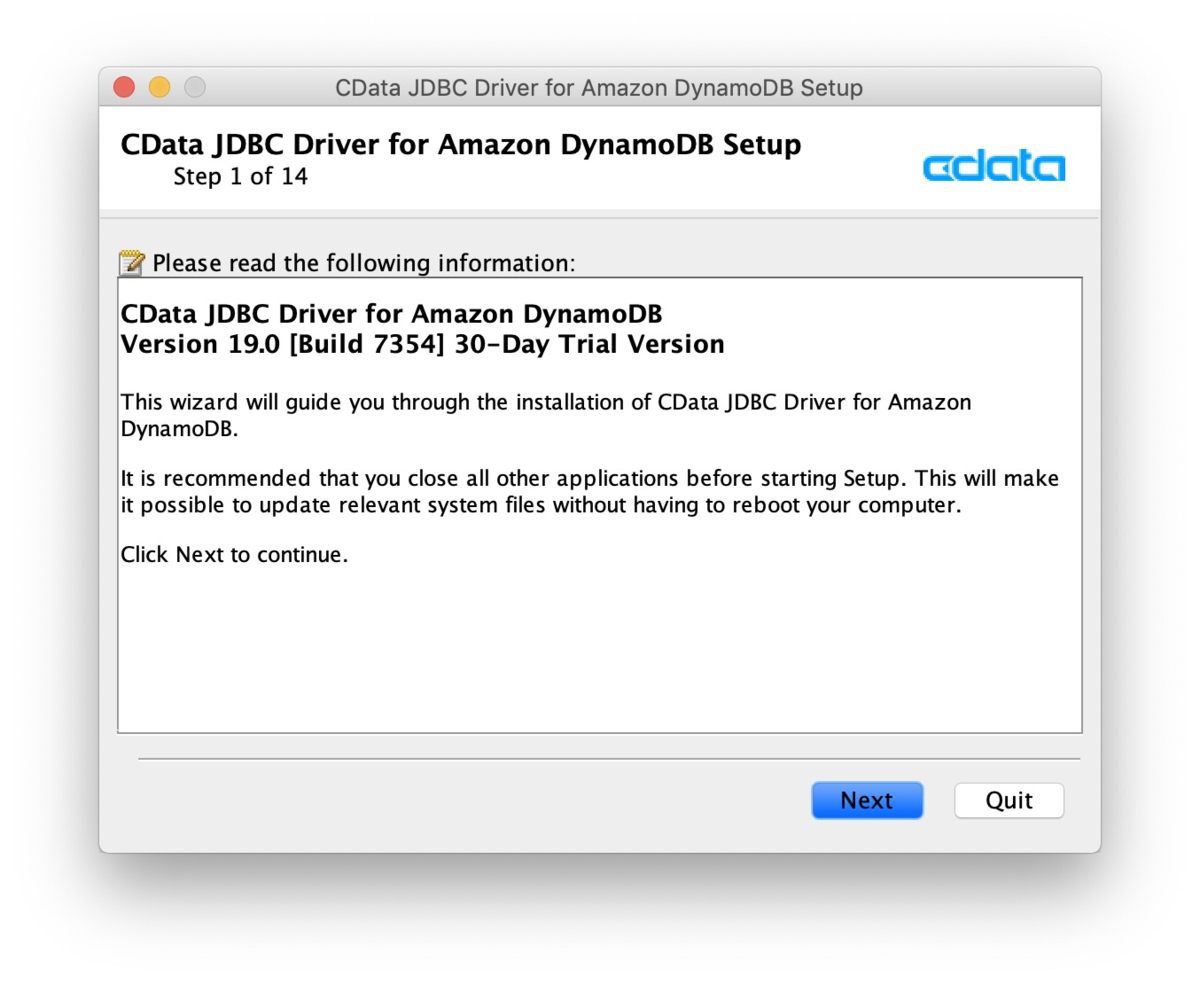 CData JDBC Driver for Amazon DynamoDB Setup
CData JDBC Driver for Amazon DynamoDB Setup
Step 1 of 14
cdata
Please read the following information:
CData JDBC Driver for Amazon DynamoDB
Version 19.0 [Build 7354] 30-Day Trial Version
This wizard will guide you through the installation of CData JDBC Driver for Amazon
DynamoDB.
It is recommended that you close all other applications before starting Setup. This will make
it possible to update relevant system files without having to reboot your computer.
Click Next to continue.
Next
Quit